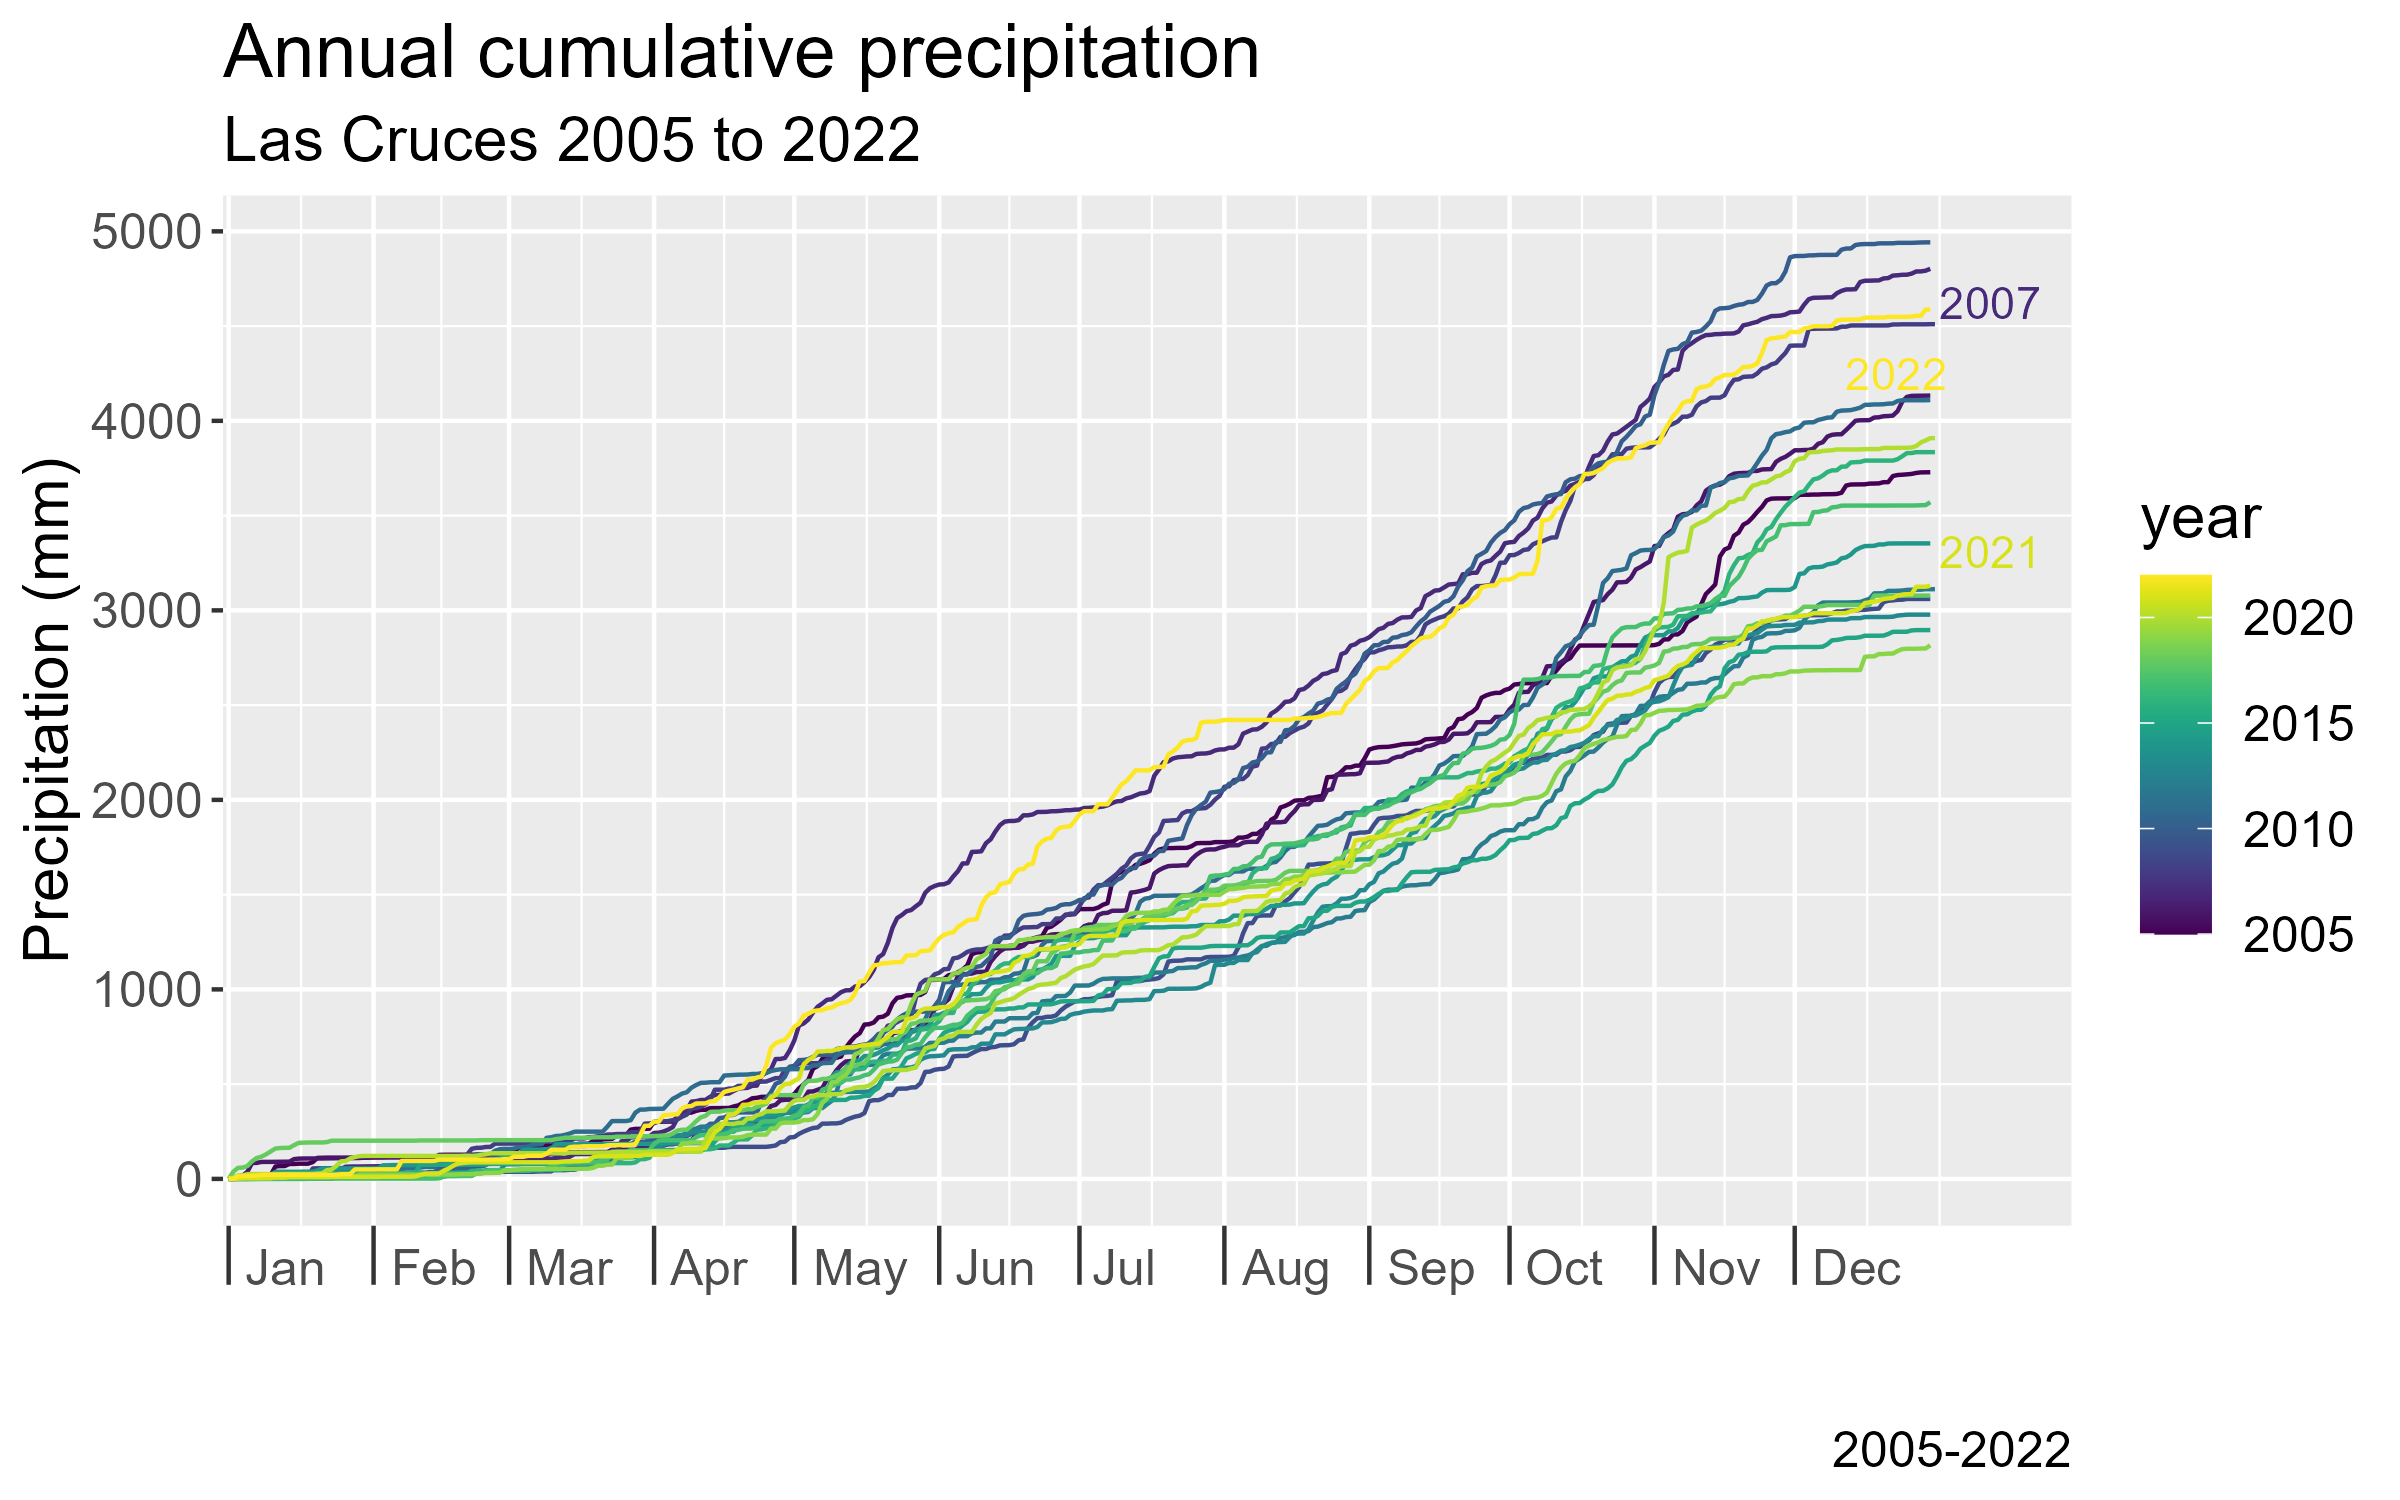 Annual cumulative precipitation
Las Cruces 2005 to 2022
Precipitation (mm)
5000
4000
3000
2000
1000
0
2007
2022
2021
Jan Feb Mar Apr May Jun Jul Aug Sep Oct Nov Dec
year
2020
2015
2010
2005
2005-2022